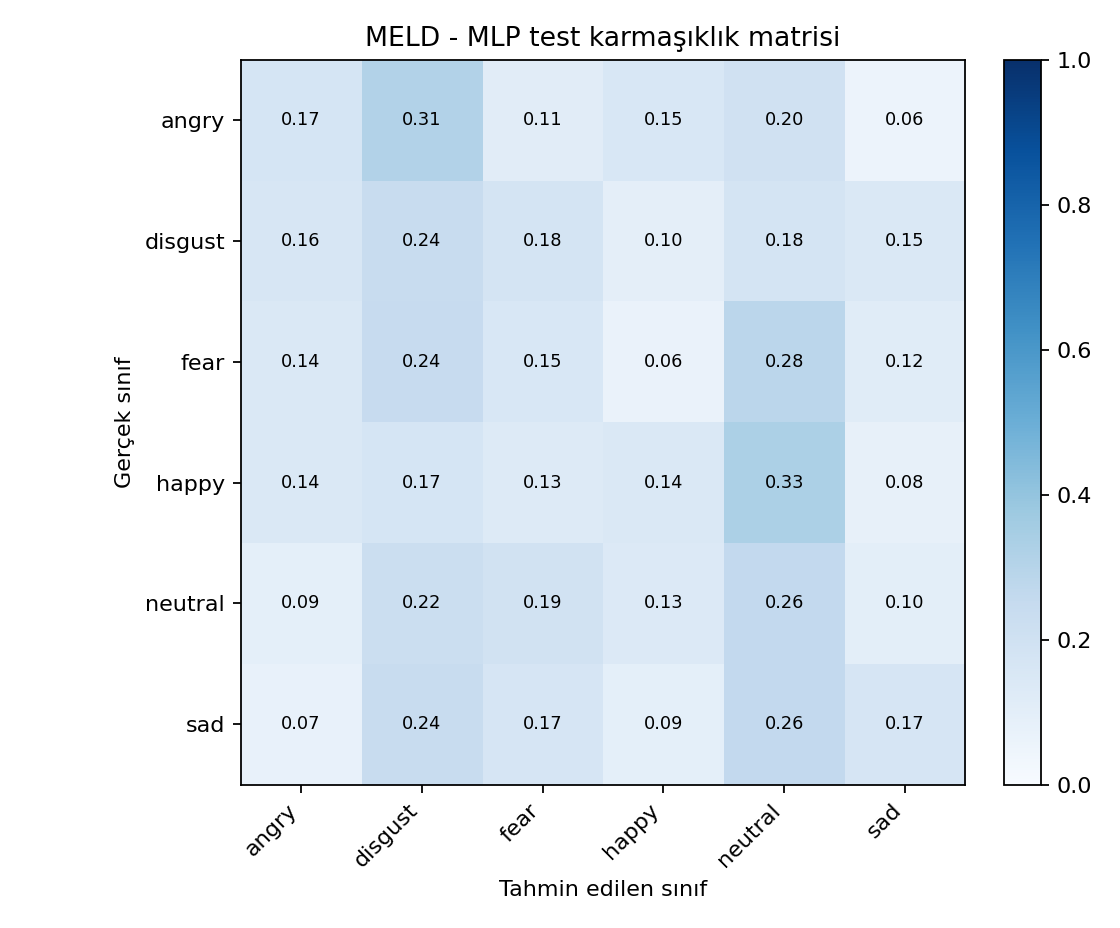 MELD - MLP test karmaşıklık matrisi
angry 0.17 0.31 0.11 0.15 0.20 0.06
disgust 0.16 0.24 0.18 0.10 0.18 0.15
fear 0.14 0.24 0.15 0.06 0.28 0.12
happy 0.14 0.17 0.13 0.14 0.33 0.08
neutral 0.09 0.22 0.19 0.13 0.26 0.10
sad 0.07 0.24 0.17 0.09 0.26 0.17
angry disgust fear happy neutral sad
Tahmin edilen sınıf
Gerçek sınıf
1.0
0.8
0.6
0.4
0.2
0.0